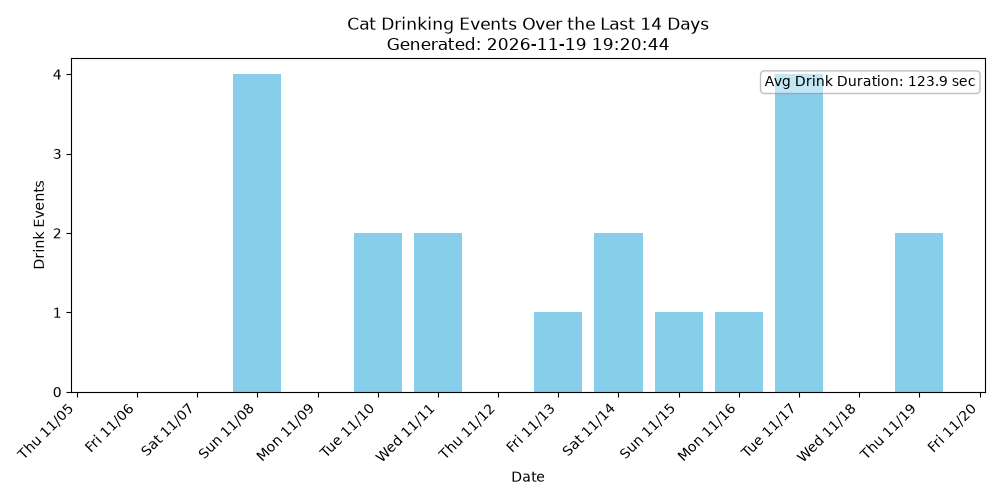 Cat Drinking Events Over the Last 14 Days
Generated: 2026-11-19 19:20:44
Avg Drink Duration: 123.9 sec
Drink Events
4
3
2
1
0
Thu 11/05
Fri 11/06
Sat 11/07
Sun 11/08
Mon 11/09
Tue 11/10
Wed 11/11
Thu 11/12
Fri 11/13
Sat 11/14
Sun 11/15
Mon 11/16
Tue 11/17
Wed 11/18
Thu 11/19
Fri 11/20
Date